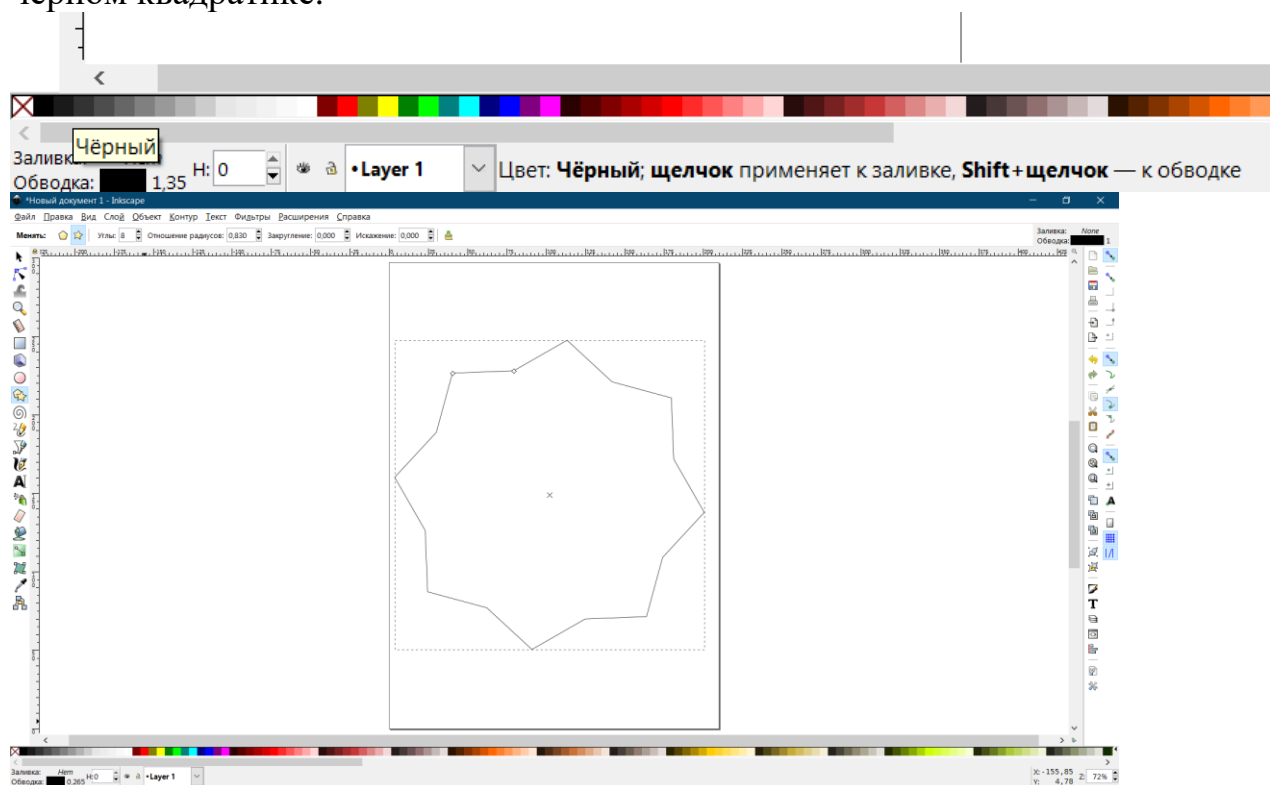 черном квадратике.
Чёрный
Заливка:
Обводка: 1,35 Н: 0 •Layer 1 Цвет: Чёрный; щелчок применяет к заливке, Shift+щелчок — к обводке
*Новый документ 1 - Inkscape
Файл Правка Вид Слой Объект Контур Текст Фильтры Расширения Справка
Менять: Углы: 8 Отношение радиусов: 0,830 Закругление: 0,000 Искажение: 0,000
Заливка: None
Обводка: 1
Заливка: Нет
Обводка: 0,265 Н:0 •Layer 1
X: -155,85
Y: 4,78 Z: 72%